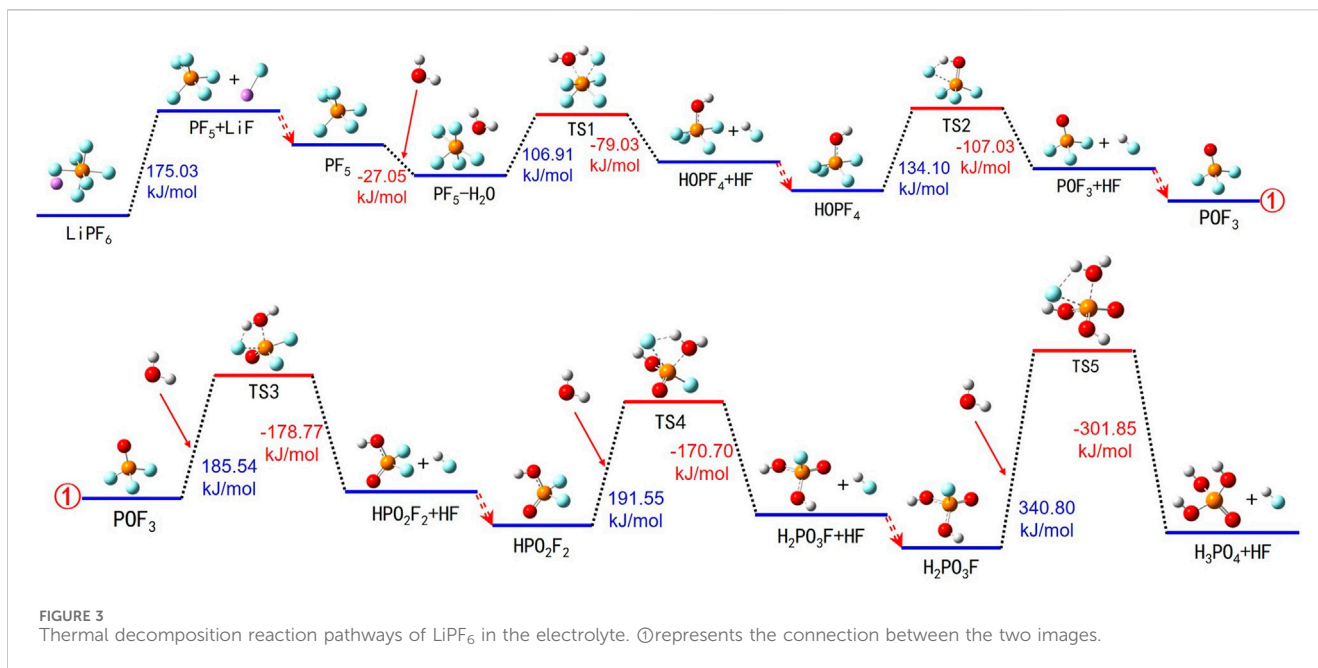 PF₅+LiF
175.03
kJ/mol
LiPF₆
PF₅
-27.05
kJ/mol
PF₅-H₂O
TS1
106.91
kJ/mol
-79.03
kJ/mol
HOPF₄+HF
HOPF₄
TS2
134.10
kJ/mol
-107.03
kJ/mol
POF₃+HF
POF₃
①
①
POF₃
TS3
185.54
kJ/mol
-178.77
kJ/mol
HPO₂F₂+HF
HPO₂F₂
TS4
191.55
kJ/mol
-170.70
kJ/mol
H₂PO₃F+HF
H₂PO₃F
TS5
340.80
kJ/mol
-301.85
kJ/mol
H₃PO₄+HF
+
+
+
+
+
+
FIGURE 3
Thermal decomposition reaction pathways of LiPF₆ in the electrolyte. ①represents the connection between the two images.